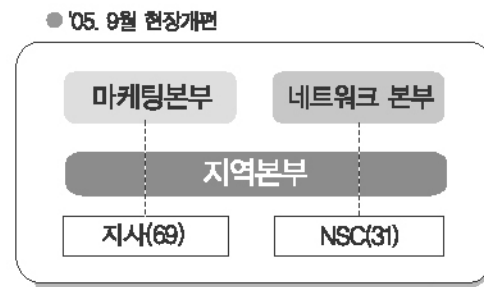 '05. 9월 현장개편
마케팅본부 네트워크 본부
지역본부
지사(69) NSC(31)